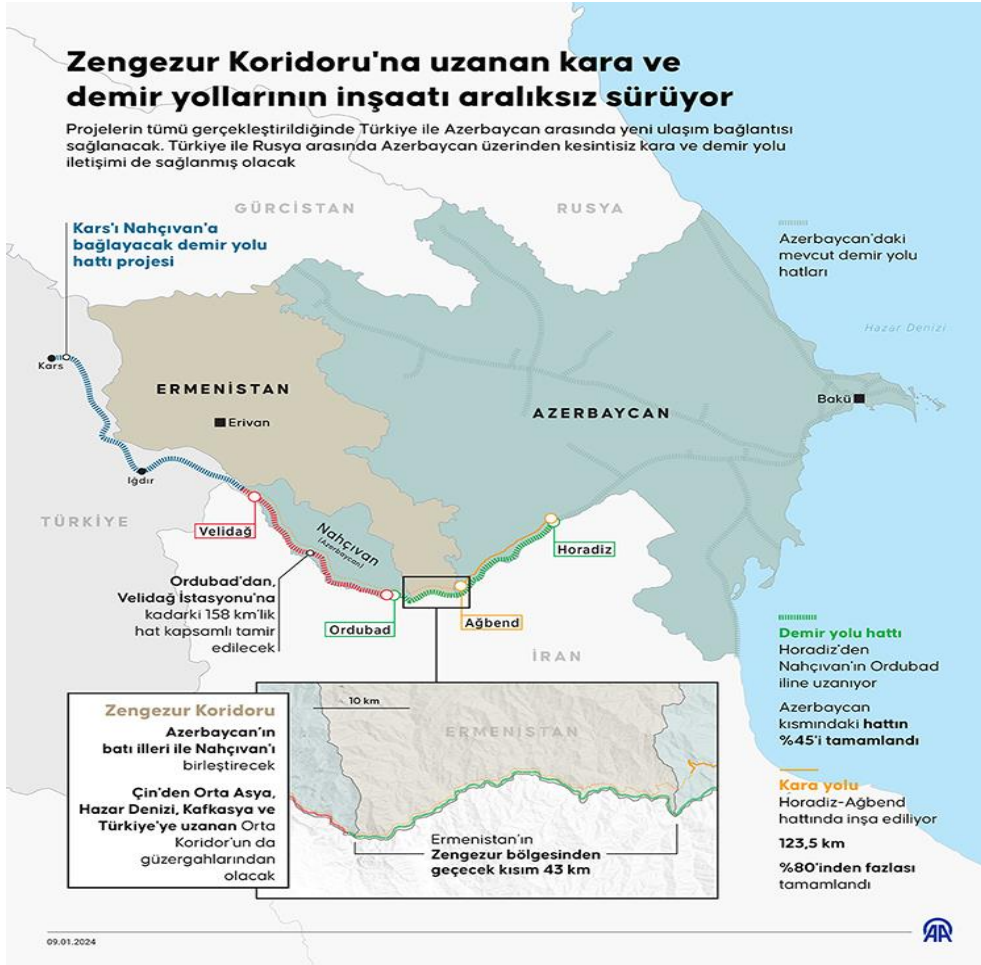 Zengezur Koridoru'na uzanan kara ve
demir yollarının inşaatı aralıksız sürüyor
Projelerin tümü gerçekleştirildiğinde Türkiye ile Azerbaycan arasında yeni ulaşım bağlantısı
sağlanacak. Türkiye ile Rusya arasında Azerbaycan üzerinden kesintisiz kara ve demir yolu
iletişimi de sağlanmış olacak
GÜRCİSTAN
RUSYA
Kars'ı Nahçıvan'a
bağlayacak demir yolu
hattı projesi
Azerbaycan'daki
mevcut demir yolu
hatları
Hazar Denizi
Kars
ERMENİSTAN
Erivan
AZERBAYCAN
Bakü
Iğdır
TÜRKİYE
Velidağ
Nahçıvan
(Azerbaycan)
Horadiz
Ordubad'dan,
Velidağ İstasyonu'na
kadarki 158 km'lik
hat kapsamlı tamir
edilecek
Ordubad
Ağbend
İRAN
Demir yolu hattı
Horadiz'den
Nahçıvan'ın Ordubad
iline uzanıyor
Azerbaycan
kısmındaki hattın
%45'i tamamlandı
Kara yolu
Horadiz-Ağbend
hattında inşa ediliyor
123,5 km
%80'inden fazlası
tamamlandı
Zengezur Koridoru
Azerbaycan'ın
batı illeri ile Nahçıvan'ı
birleştirecek
Çin'den Orta Asya,
Hazar Denizi, Kafkasya ve
Türkiye'ye uzanan Orta
Koridor'un da
güzergahlarından
olacak
10 km
ERMENİSTAN
Ermenistan'ın
Zengezur bölgesinden
geçecek kısım 43 km
09.01.2024
AA